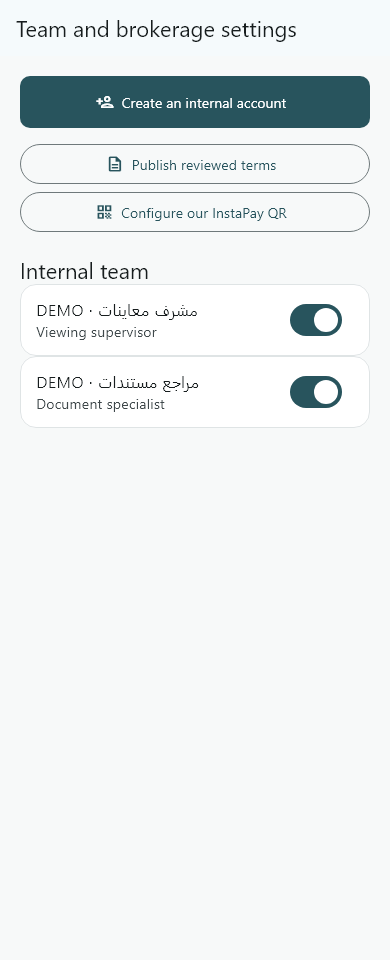 Team and brokerage settings
Create an internal account
Publish reviewed terms
Configure our InstaPay QR
Internal team
DEMO · مشرف معاينات
Viewing supervisor
DEMO · مراجع مستندات
Document specialist